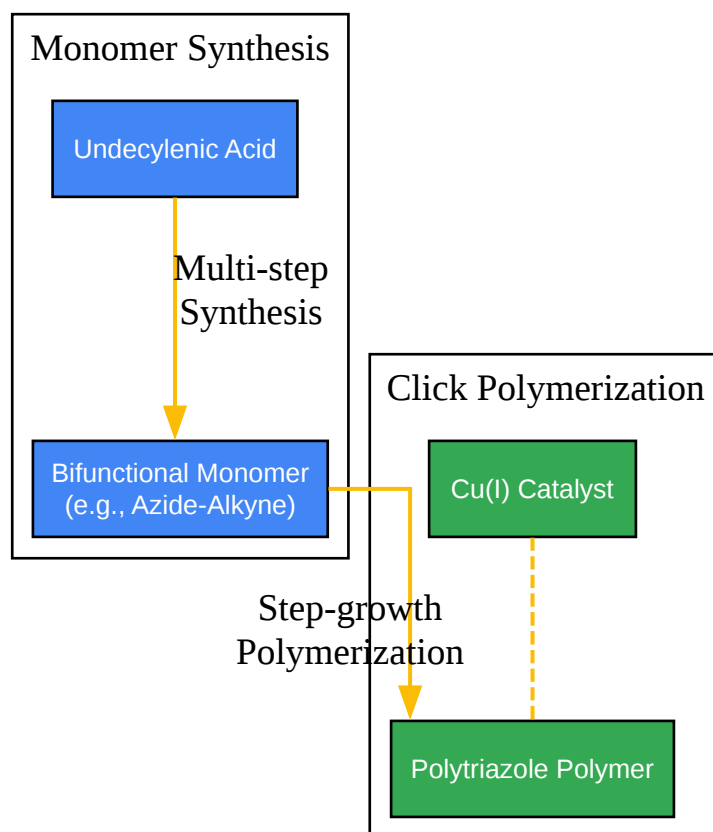 Monomer Synthesis
Undecylenic Acid
Multi-step
Synthesis
Bifunctional Monomer
(e.g., Azide-Alkyne)
Click Polymerization
Cu(I) Catalyst
Step-growth
Polymerization
Polytriazole Polymer